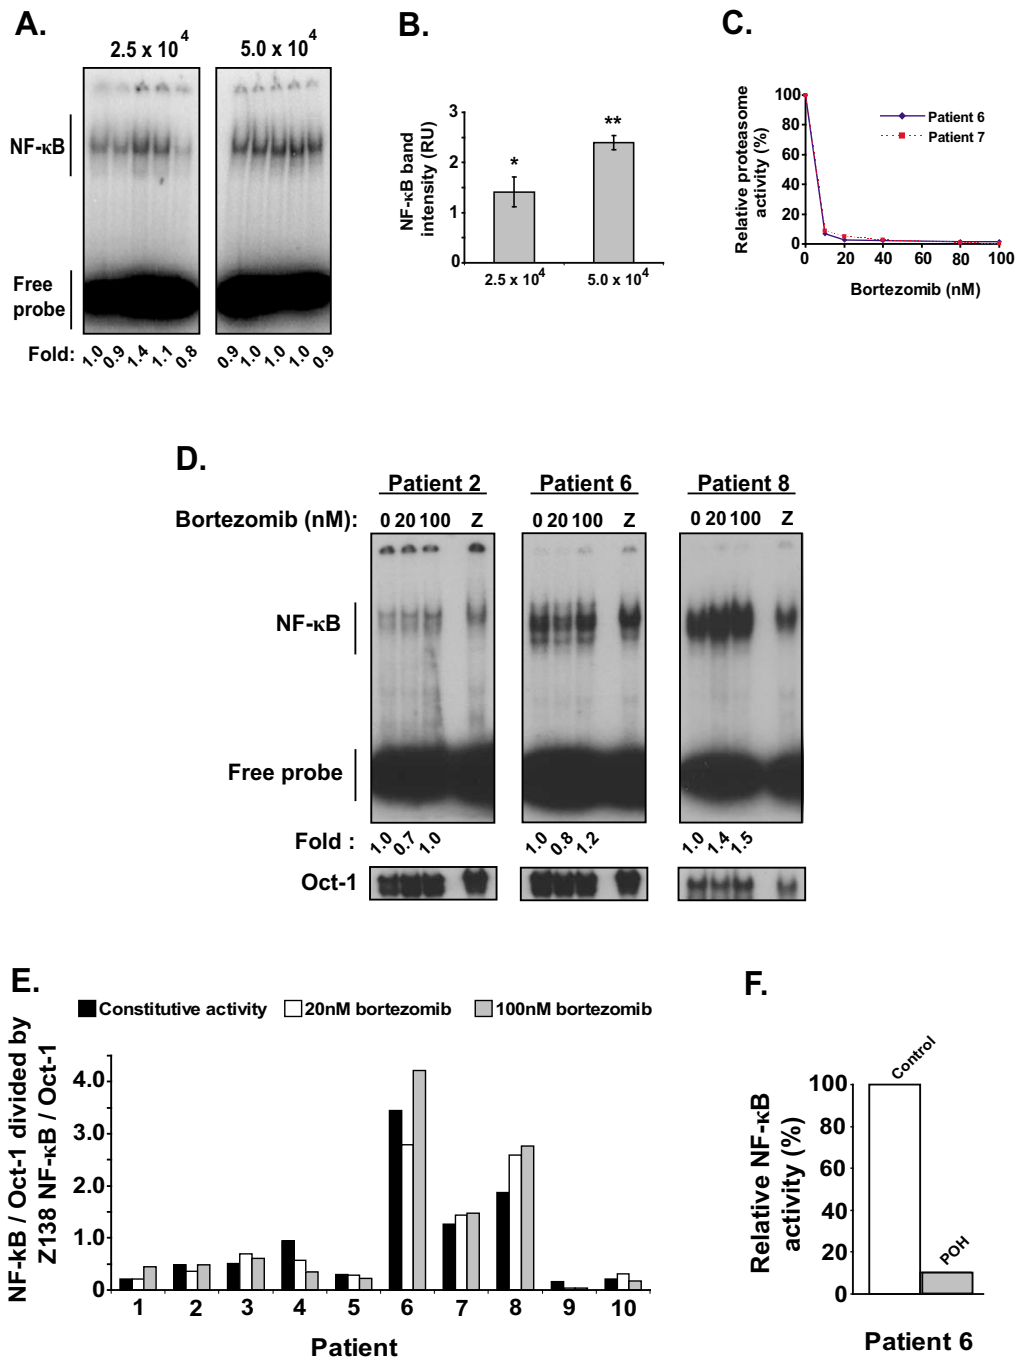 A.
2.5 x 10^4
5.0 x 10^4
NF-κB
Free
probe
Fold:
1.0 0.9 1.4 1.1 0.8
0.9 1.0 1.0 1.0 0.9
B.
NF-κB band
intensity (RU)
3
2
1
0
*
**
2.5 x 10^4
5.0 x 10^4
C.
Relative proteasome
activity (%)
100
80
60
40
20
0
Patient 6
Patient 7
0 20 40 60 80 100
Bortezomib (nM)
D.
Patient 2
Patient 6
Patient 8
Bortezomib (nM):
0 20 100 Z
0 20 100 Z
0 20 100 Z
NF-κB
Free probe
Fold :
1.0 0.7 1.0
1.0 0.8 1.2
1.0 1.4 1.5
Oct-1
E.
Constitutive activity
20nM bortezomib
100nM bortezomib
NF-kB / Oct-1 divided by
Z138 NF-κB / Oct-1
4.0
3.0
2.0
1.0
0
1 2 3 4 5 6 7 8 9 10
Patient
F.
Relative NF-κB
activity (%)
100
80
60
40
20
0
Control
POH
Patient 6